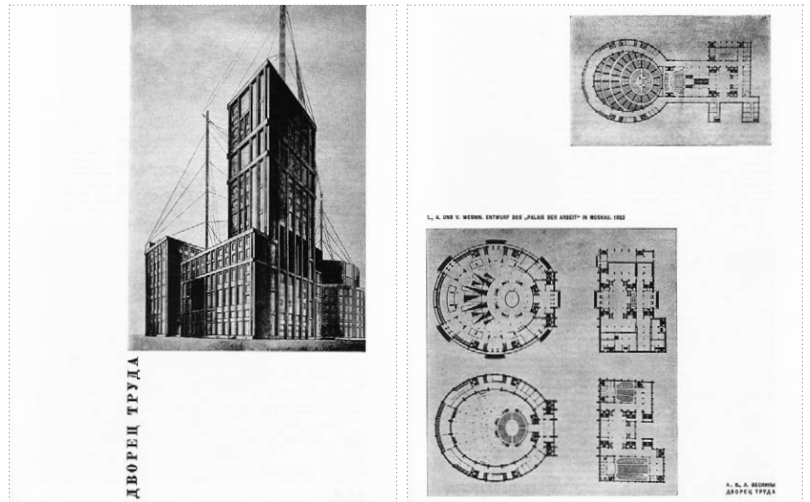 ДВОРЕЦ ТРУДА
L., A. UND V. WESNIN. ENTWURF DES „PALAIS DER ARBEIT“ IN MOSKAU. 1923
Л., В., А. ВЕСНИНЫ
ДВОРЕЦ ТРУДА